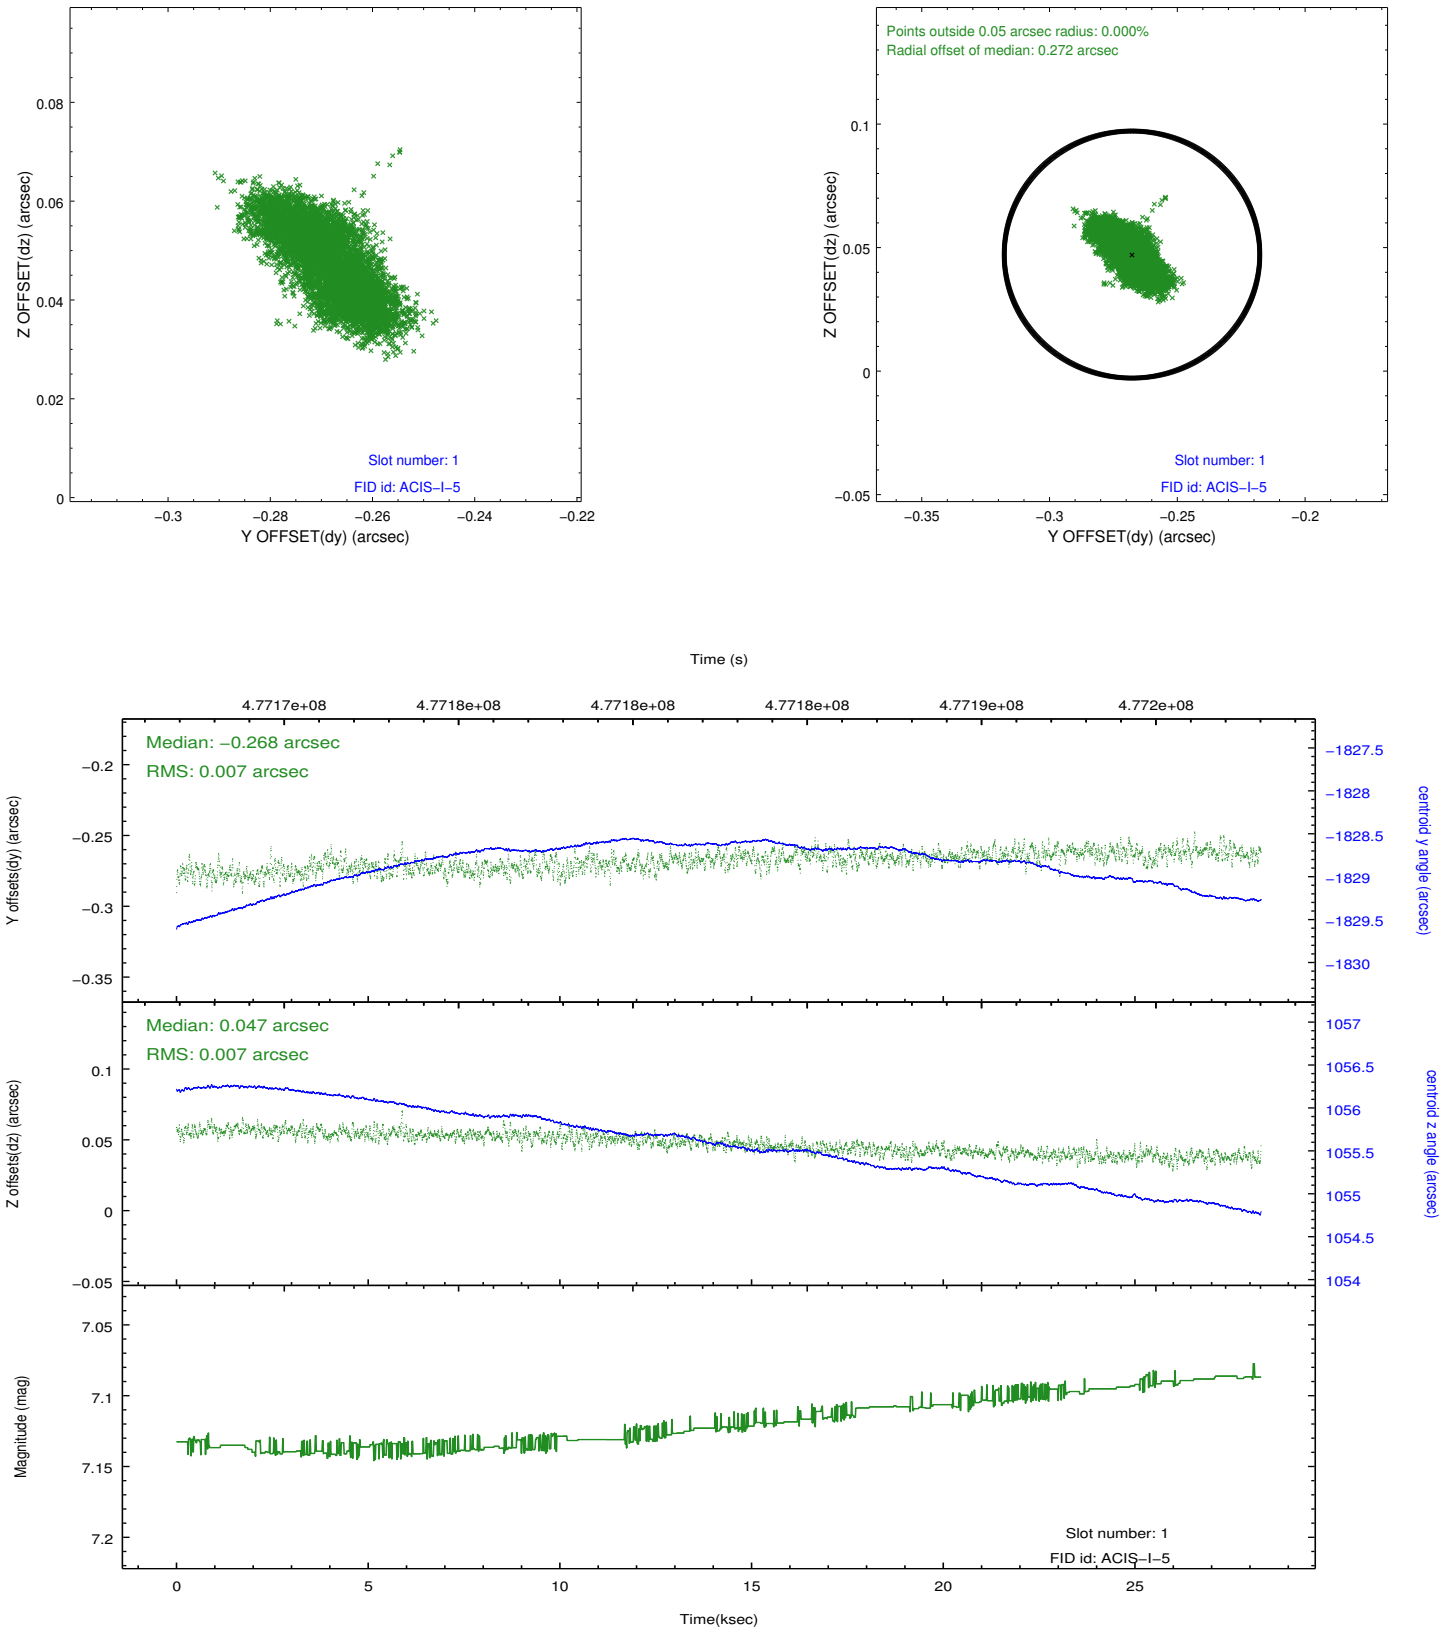 0.08
0.06
0.04
0.02
0
Z OFFSET(dz) (arcsec)
Slot number: 1
FID id: ACIS−I−5
−0.3
−0.28
−0.26
−0.24
−0.22
Y OFFSET(dy) (arcsec)
Points outside 0.05 arcsec radius: 0.000%
Radial offset of median: 0.272 arcsec
0.1
0.05
0
−0.05
Z OFFSET(dz) (arcsec)
Slot number: 1
FID id: ACIS−I−5
−0.35
−0.3
−0.25
−0.2
Y OFFSET(dy) (arcsec)
Time (s)
4.7717e+08
4.7718e+08
4.7718e+08
4.7718e+08
4.7719e+08
4.772e+08
Median: −0.268 arcsec
RMS: 0.007 arcsec
−0.2
−0.25
−0.3
−0.35
Y offsets(dy) (arcsec)
−1827.5
−1828
−1828.5
−1829
−1829.5
−1830
centroid y angle (arcsec)
Median: 0.047 arcsec
RMS: 0.007 arcsec
0.1
0.05
0
−0.05
Z offsets(dz) (arcsec)
1057
1056.5
1056
1055.5
1055
1054.5
1054
centroid z angle (arcsec)
7.05
7.1
7.15
7.2
Magnitude (mag)
Slot number: 1
FID id: ACIS−I−5
0
5
10
15
20
25
Time(ksec)